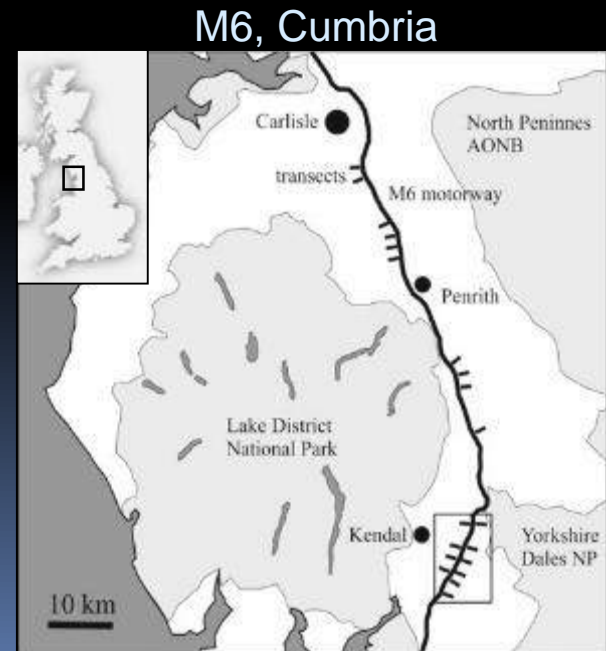 M6, Cumbria
Carlisle
North Peninnes
AONB
transects
M6 motorway
Penrith
Lake District
National Park
Kendal
Yorkshire
Dales NP
10 km